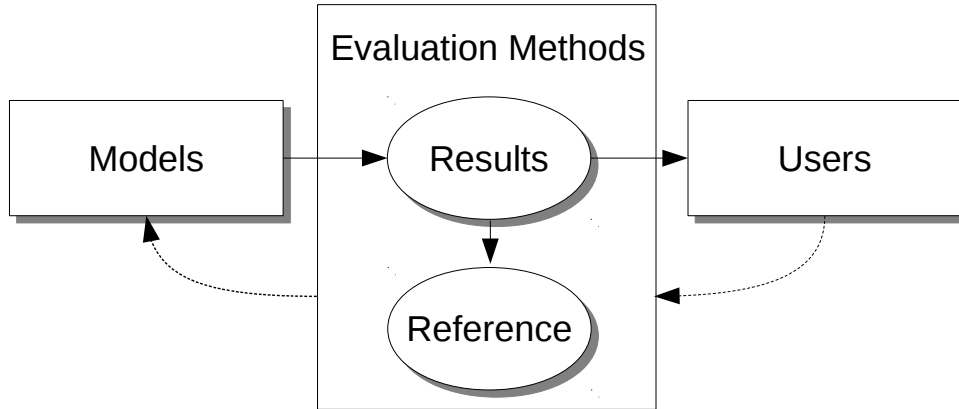 Evaluation Methods
Models
Results
Users
Reference